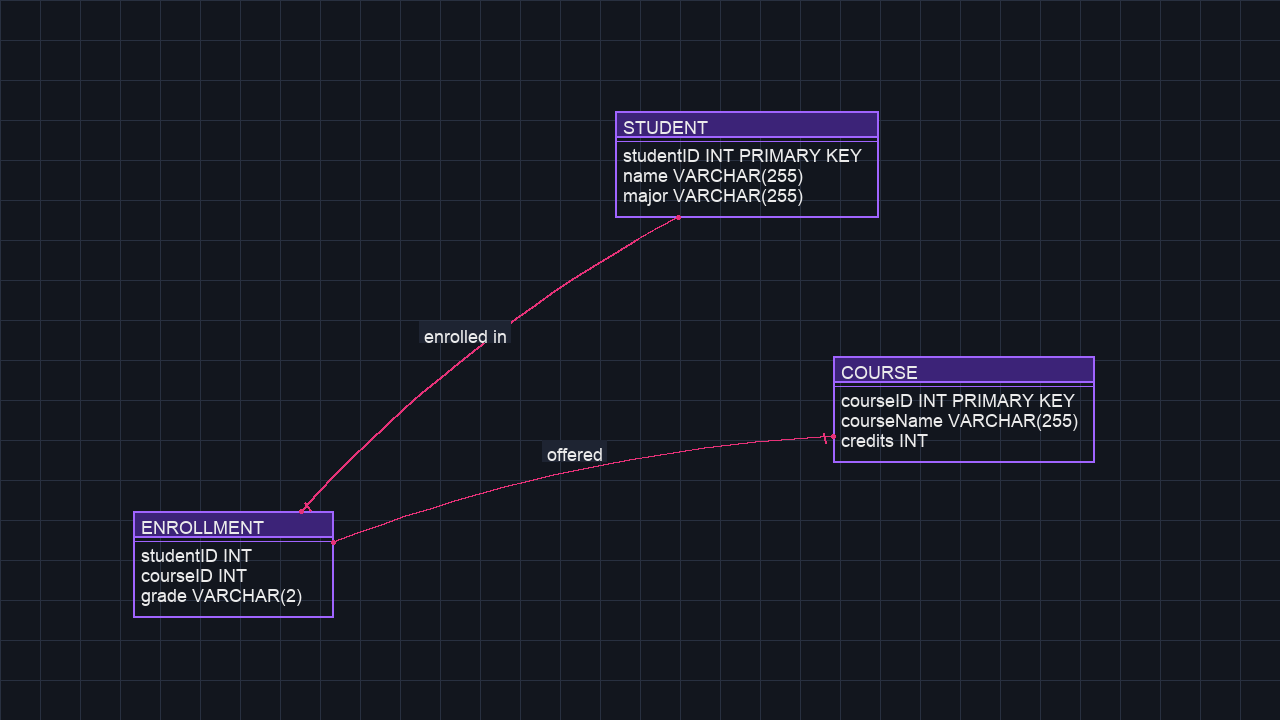 STUDENT
studentID INT PRIMARY KEY
name VARCHAR(255)
major VARCHAR(255)
enrolled in
COURSE
courseID INT PRIMARY KEY
courseName VARCHAR(255)
credits INT
offered
ENROLLMENT
studentID INT
courseID INT
grade VARCHAR(2)